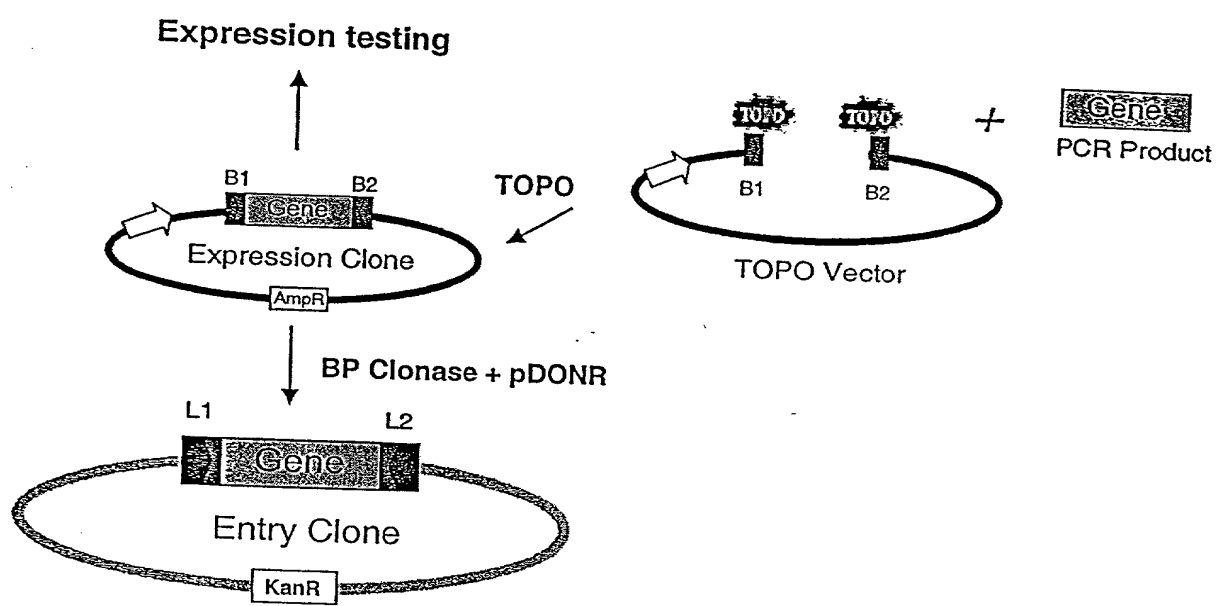 Expression testing
TOPO TOPO + Gene
PCR Product
B1 B2
TOPO Vector
TOPO
B1 B2
Gene
Expression Clone
AmpR
BP Clonase + pDONR
L1 L2
Gene
Entry Clone
KanR